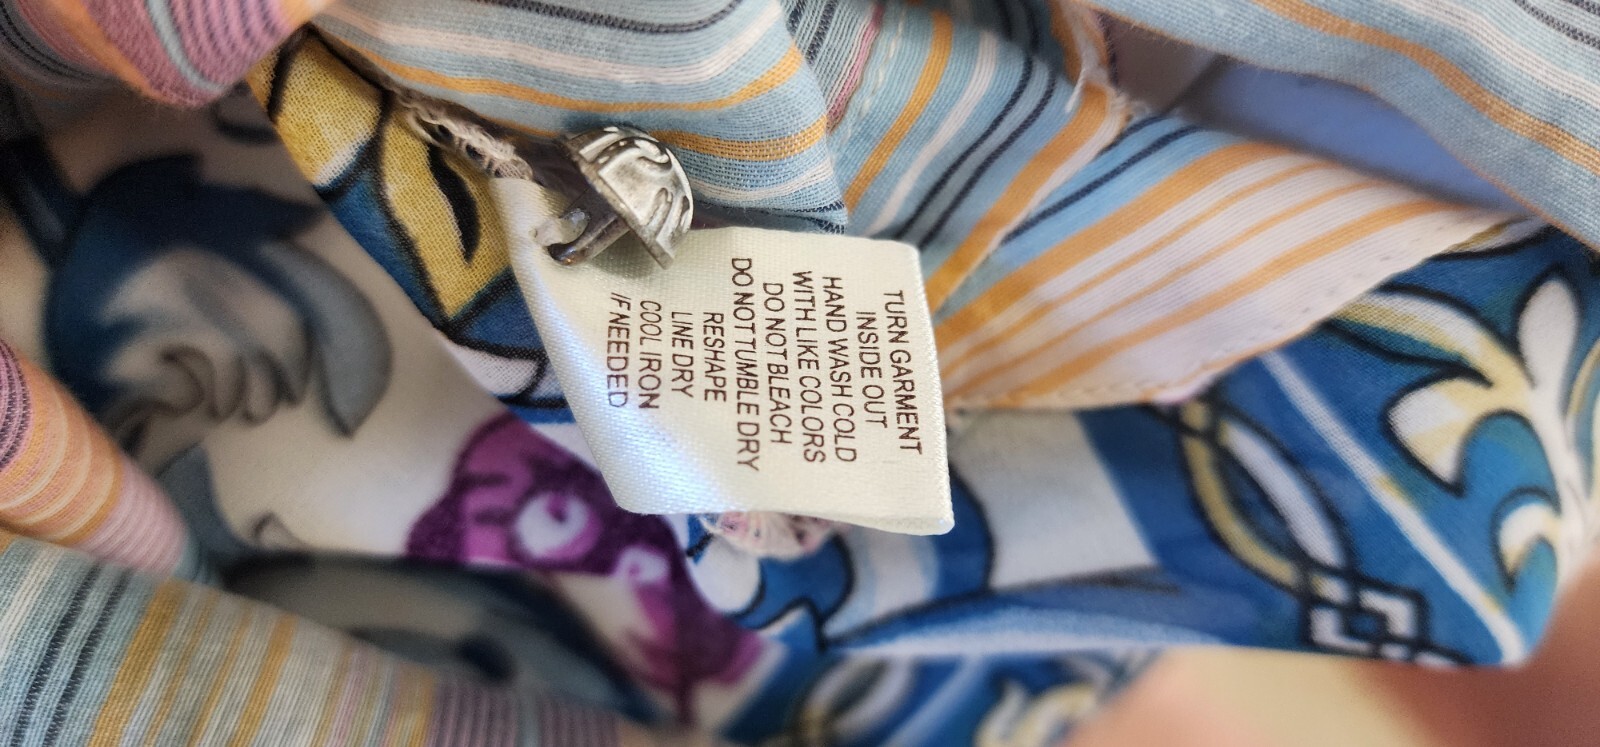 TURN GARMENT
INSIDE OUT
HAND WASH COLD
WITH LIKE COLORS
DO NOT BLEACH
DO NOT TUMBLE DRY
RESHAPE
LINE DRY
COOL IRON
IF NEEDED